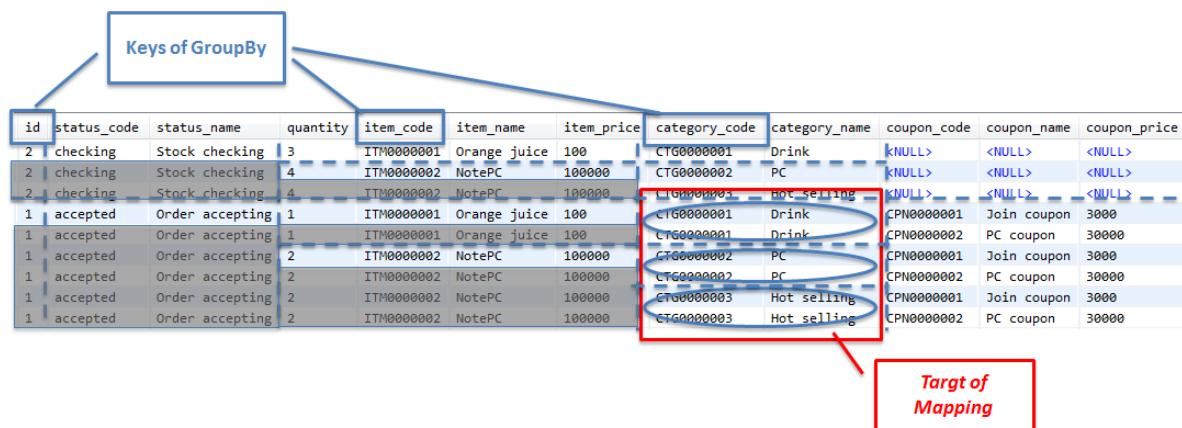 Keys of GroupBy
id status_code status_name quantity item_code item_name item_price category_code category_name coupon_code coupon_name coupon_price
2 checking Stock checking 3 ITM0000001 Orange juice 100 CTG0000001 Drink <NULL> <NULL> <NULL>
2 checking Stock checking 4 ITM0000002 NotePC 100000 CTG0000002 PC <NULL> <NULL> <NULL>
2 checking Stock checking 4 ITM0000002 NotePC 100000 CTG0000003 Hot selling <NULL> <NULL> <NULL>
1 accepted Order accepting 1 ITM0000001 Orange juice 100 CTG0000001 Drink CPN0000001 Join coupon 3000
1 accepted Order accepting 1 ITM0000001 Orange juice 100 CTG0000001 Drink CPN0000002 PC coupon 30000
1 accepted Order accepting 2 ITM0000002 NotePC 100000 CTG0000002 PC CPN0000001 Join coupon 3000
1 accepted Order accepting 2 ITM0000002 NotePC 100000 CTG0000002 PC CPN0000002 PC coupon 30000
1 accepted Order accepting 2 ITM0000002 NotePC 100000 CTG0000003 Hot selling CPN0000001 Join coupon 3000
1 accepted Order accepting 2 ITM0000002 NotePC 100000 CTG0000003 Hot selling CPN0000002 PC coupon 30000
Targt of
Mapping